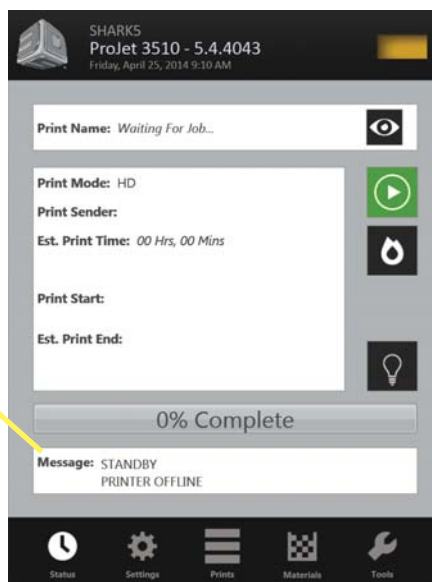 SHARK5
ProJet 3510 - 5.4.4043
Friday, April 25, 2014 9:10 AM
Print Name: Waiting For Job...
Print Mode: HD
Print Sender:
Est. Print Time: 00 Hrs, 00 Mins
Print Start:
Est. Print End:
0% Complete
Message: STANDBY
PRINTER OFFLINE
Status Settings Prints Materials Tools